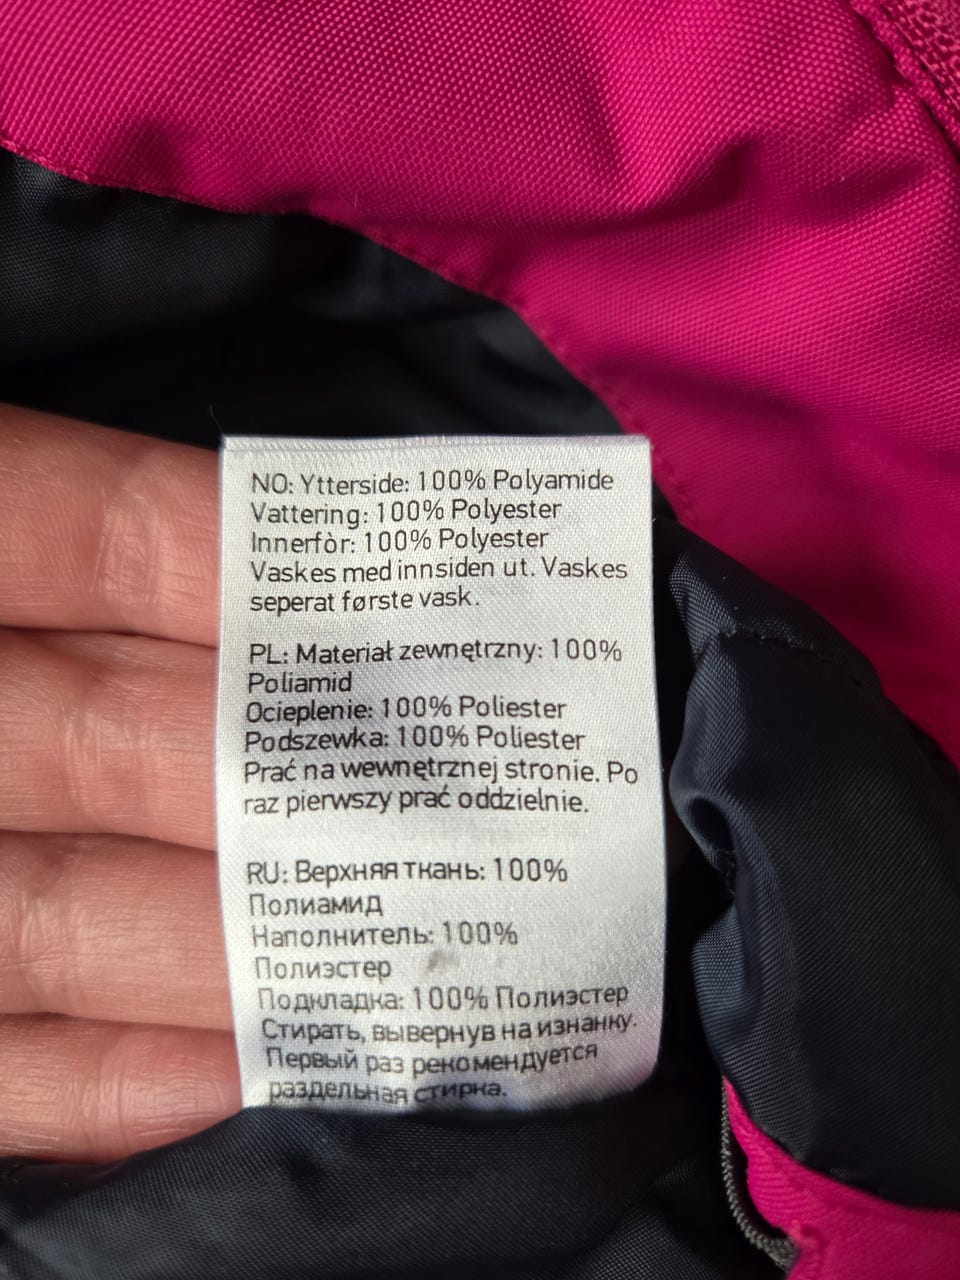 NO: Ytterside: 100% Polyamide
Vattering: 100% Polyester
Innerfòr: 100% Polyester
Vaskes med innsiden ut. Vaskes
seperat første vask.
PL: Materiał zewnętrzny: 100%
Poliamid
Ocieplenie: 100% Poliester
Podszewka: 100% Poliester
Prać na wewnętrznej stronie. Po
raz pierwszy prać oddzielnie.
RU: Верхняя ткань: 100%
Полиамид
Наполнитель: 100%
Полиэстер
Подкладка: 100% Полиэстер
Стирать, вывернув на изнанку.
Первый раз рекомендуется
раздельная стирка.